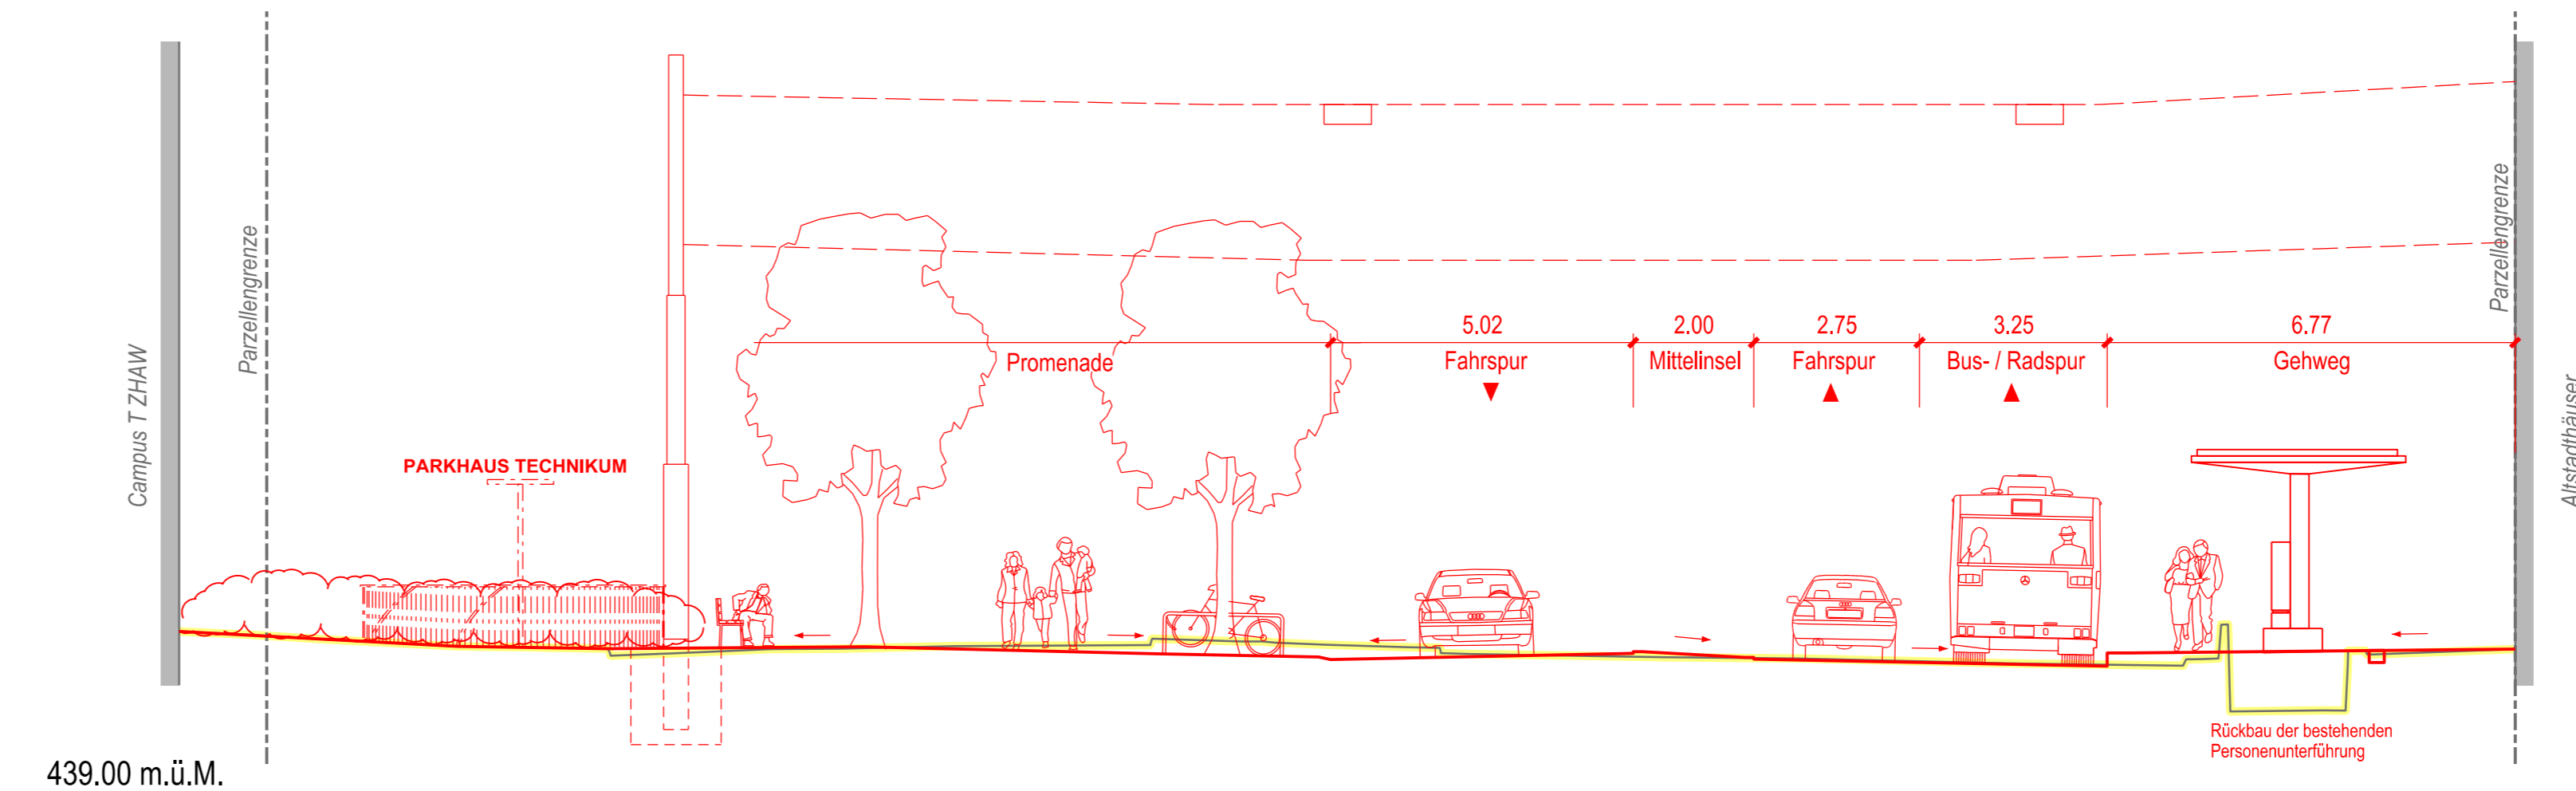 Campus T ZHAW
Parzellengrenze
PARKHAUS TECHNIKUM
Promenade
5.02
Fahrspur
2.00
Mittelinsel
2.75
Fahrspur
3.25
Bus- / Radspur
6.77
Gehweg
Parzellengrenze
Altstadthäuser
Rückbau der bestehenden
Personenunterführung
439.00 m.ü.M.